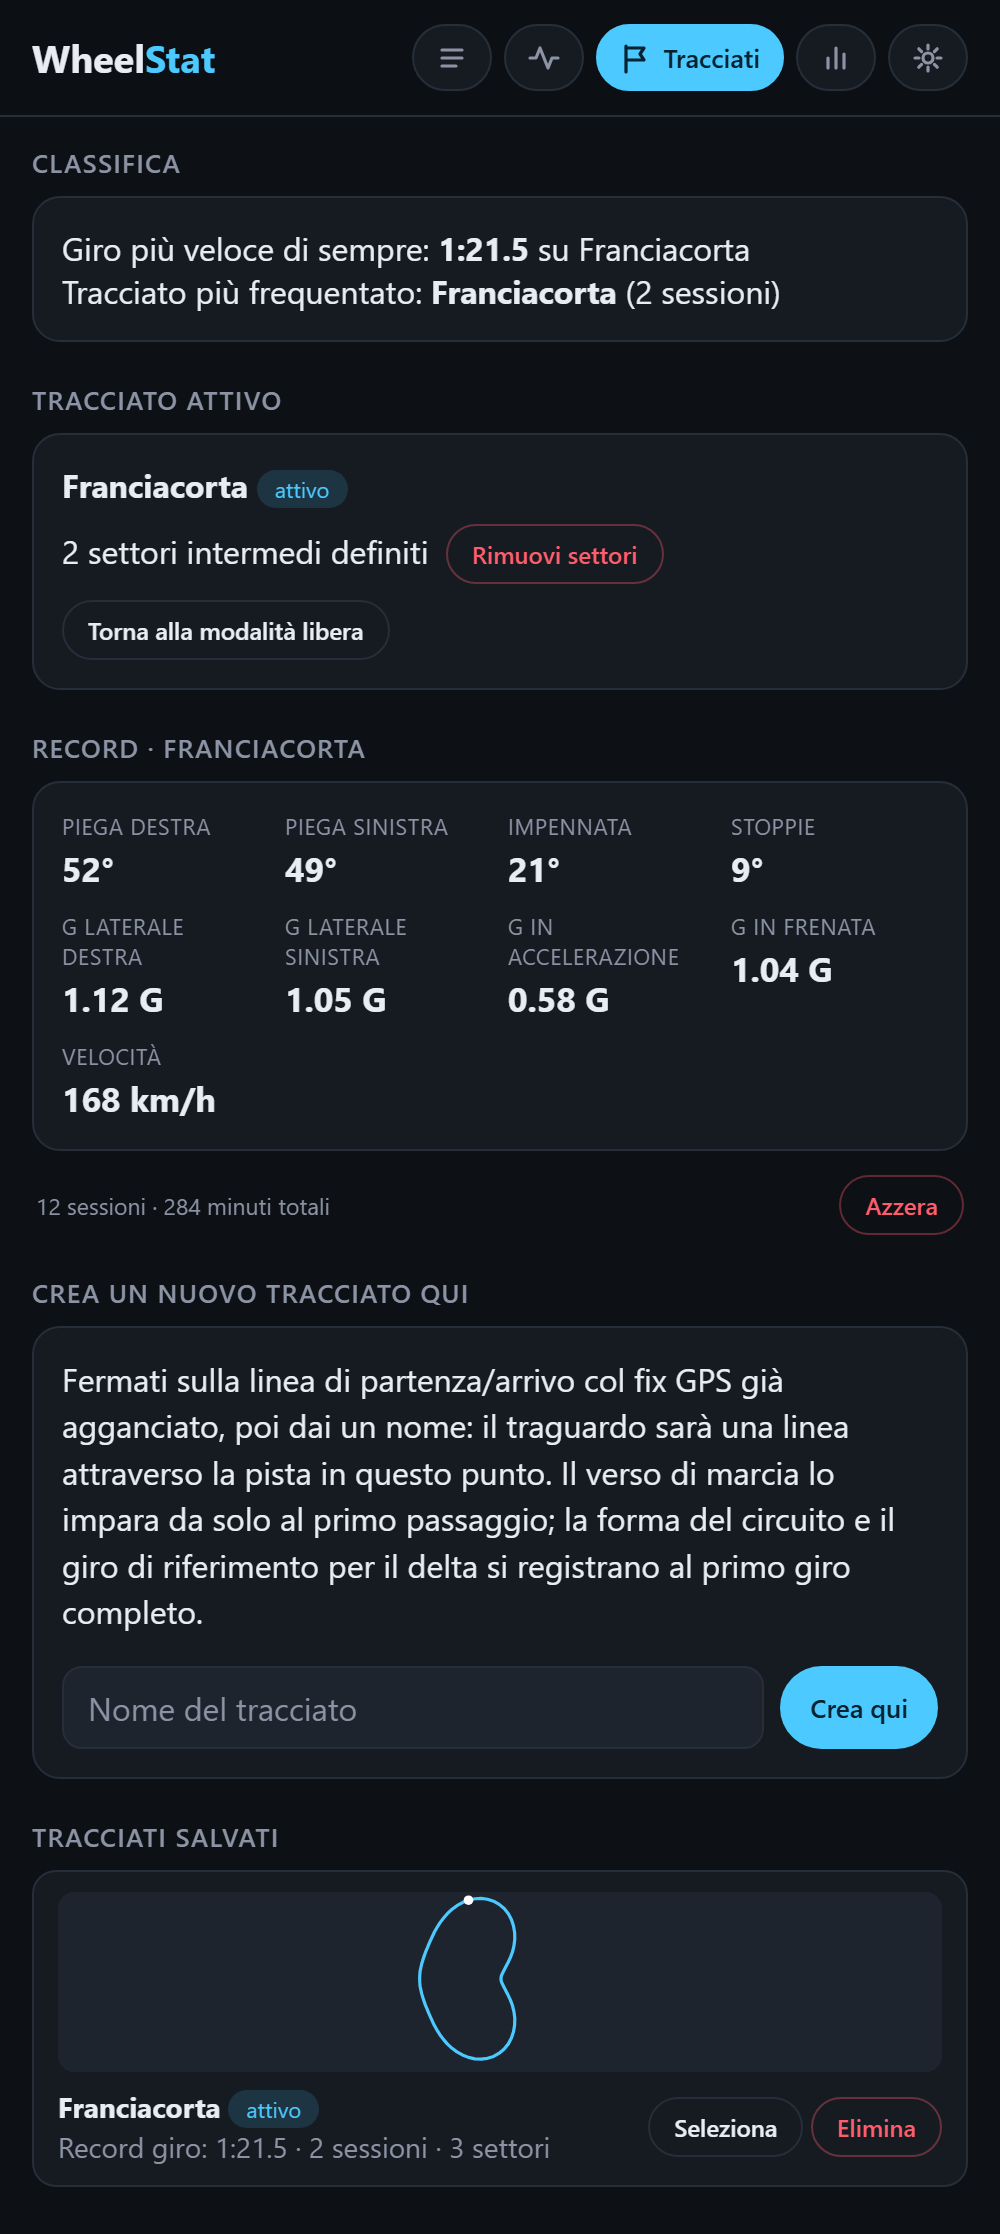 WheelStat
Tracciati
CLASSIFICA
Giro più veloce di sempre: 1:21.5 su Franciacorta
Tracciato più frequentato: Franciacorta (2 sessioni)
TRACCIATO ATTIVO
Franciacorta attivo
2 settori intermedi definiti Rimuovi settori
Torna alla modalità libera
RECORD · FRANCIACORTA
PIEGA DESTRA
52°
PIEGA SINISTRA
49°
IMPENNATA
21°
STOPPIE
9°
G LATERALE
DESTRA
1.12 G
G LATERALE
SINISTRA
1.05 G
G IN
ACCELERAZIONE
0.58 G
G IN FRENATA
1.04 G
VELOCITÀ
168 km/h
12 sessioni · 284 minuti totali
Azzera
CREA UN NUOVO TRACCIATO QUI
Fermati sulla linea di partenza/arrivo col fix GPS già
agganciato, poi dai un nome: il traguardo sarà una linea
attraverso la pista in questo punto. Il verso di marcia lo
impara da solo al primo passaggio; la forma del circuito e il
giro di riferimento per il delta si registrano al primo giro
completo.
Nome del tracciato
Crea qui
TRACCIATI SALVATI
Franciacorta attivo
Record giro: 1:21.5 · 2 sessioni · 3 settori
Seleziona
Elimina